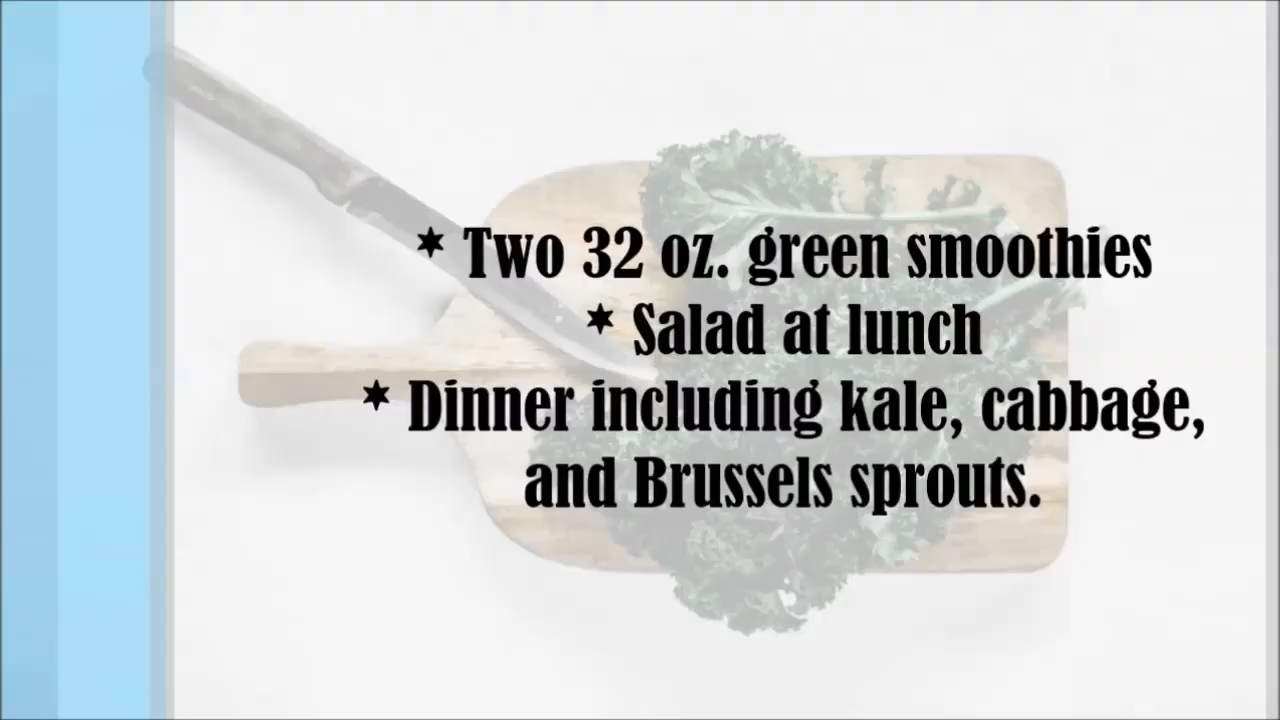 * Two 32 oz. green smoothies
* Salad at lunch
* Dinner including kale, cabbage,
and Brussels sprouts.